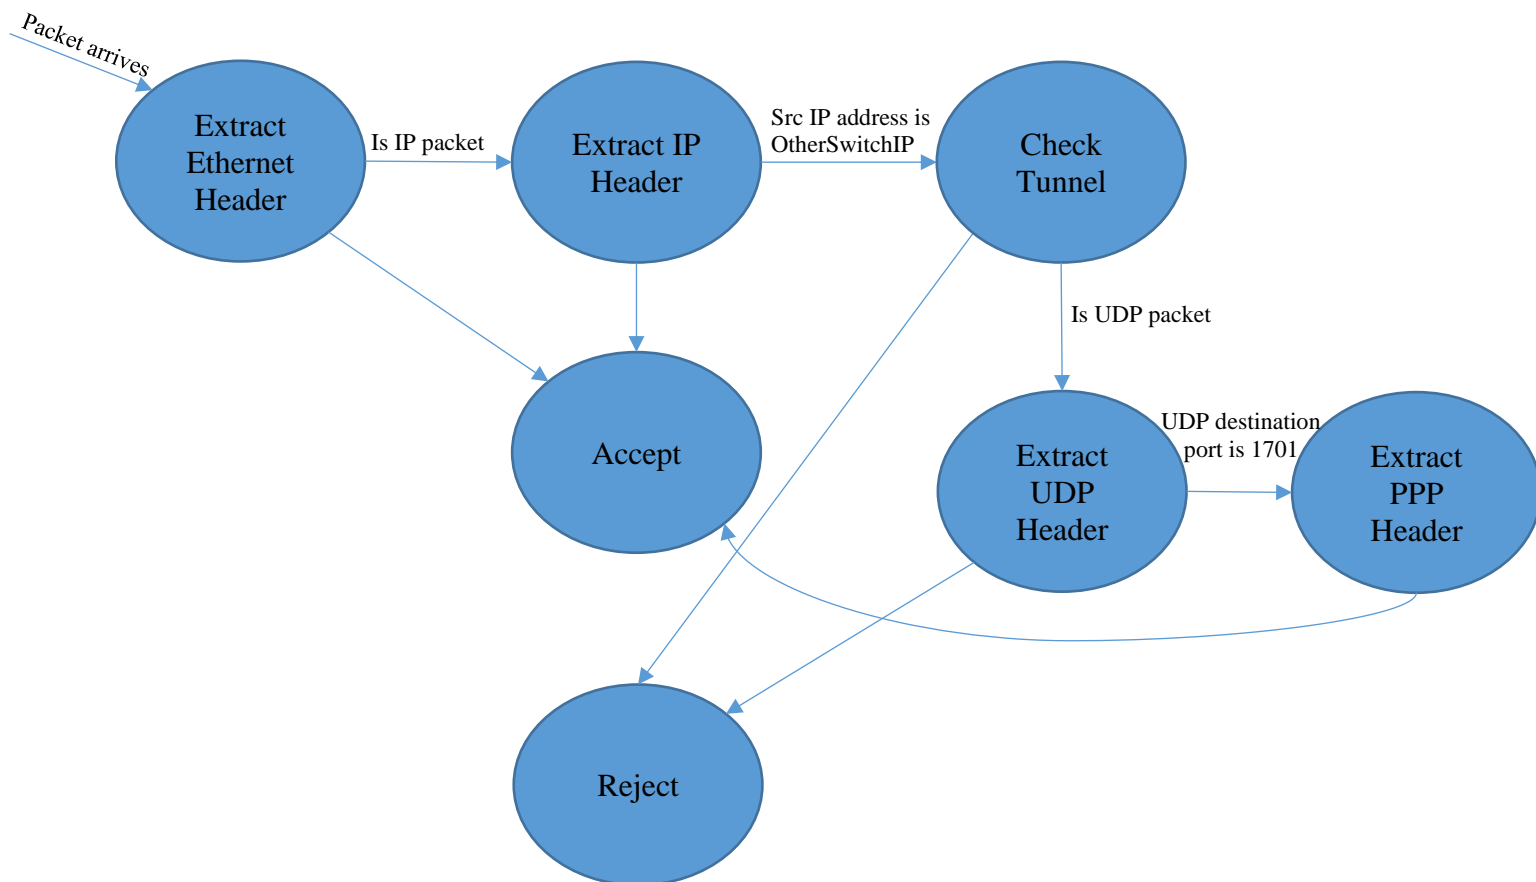 Packet arrives
Extract
Ethernet
Header
Is IP packet
Extract IP
Header
Src IP address is
OtherSwitchIP
Check
Tunnel
Is UDP packet
Accept
Extract
UDP
Header
UDP destination
port is 1701
Extract
PPP
Header
Reject